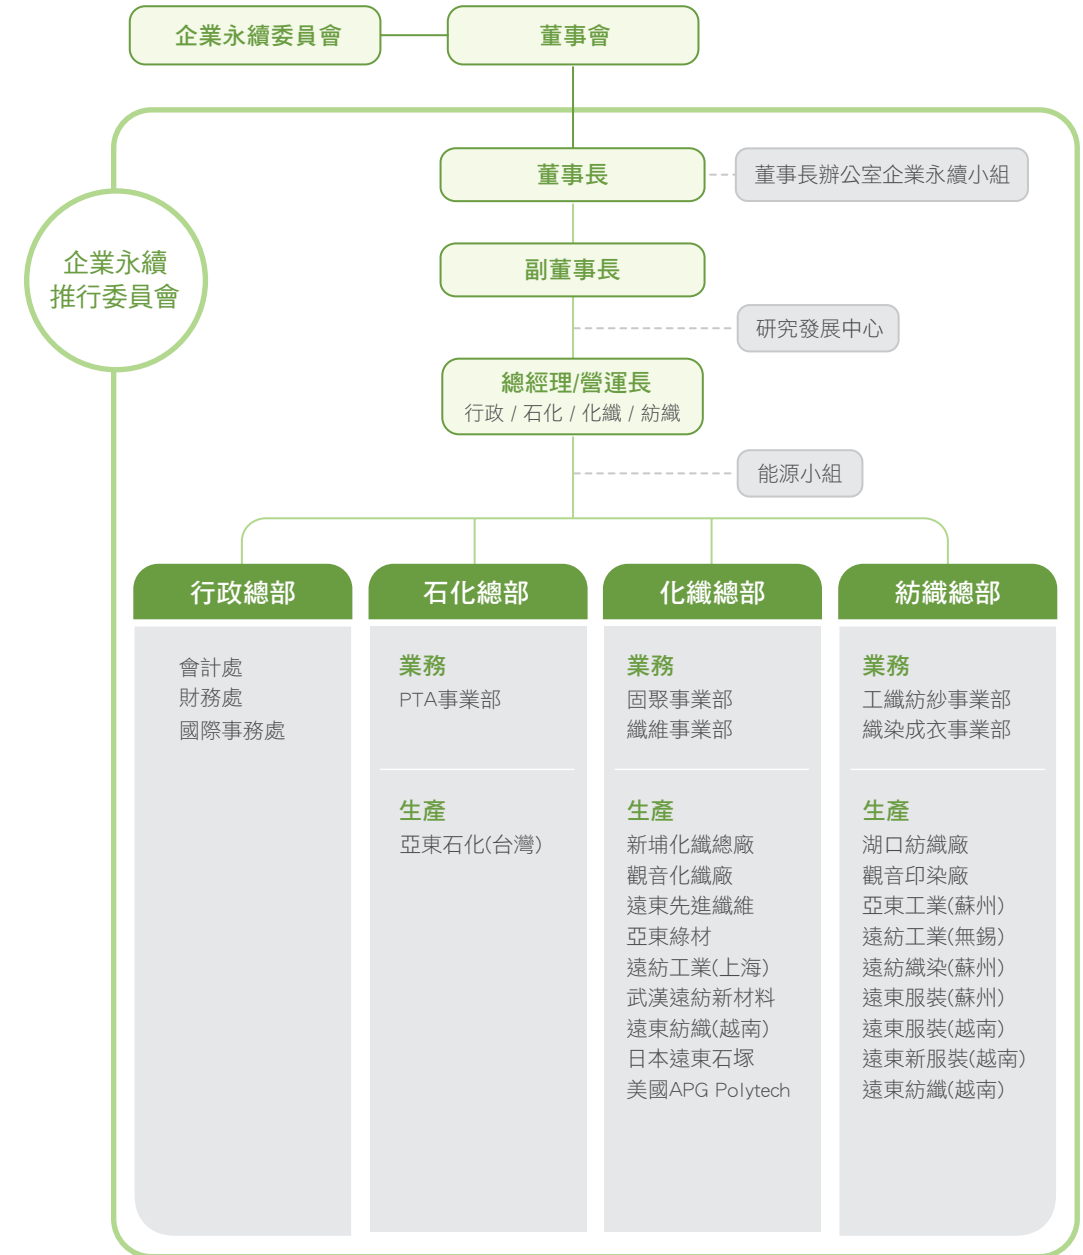 企業永續委員會
董事會
董事長
董事長辦公室企業永續小組
副董事長
企業永續
推行委員會
研究發展中心
總經理/營運長
行政 / 石化 / 化纖 / 紡織
能源小組
行政總部
會計處
財務處
國際事務處
石化總部
業務
PTA事業部
生產
亞東石化(台灣)
化纖總部
業務
固聚事業部
纖維事業部
生產
新埔化纖總廠
觀音化纖廠
遠東先進纖維
亞東綠材
遠紡工業(上海)
武漢遠紡新材料
遠東紡織(越南)
日本遠東石塚
美國APG Polytech
紡織總部
業務
工纖紡紗事業部
織染成衣事業部
生產
湖口紡織廠
觀音印染廠
亞東工業(蘇州)
遠紡工業(無錫)
遠紡織染(蘇州)
遠東服裝(蘇州)
遠東服裝(越南)
遠東新服裝(越南)
遠東紡織(越南)